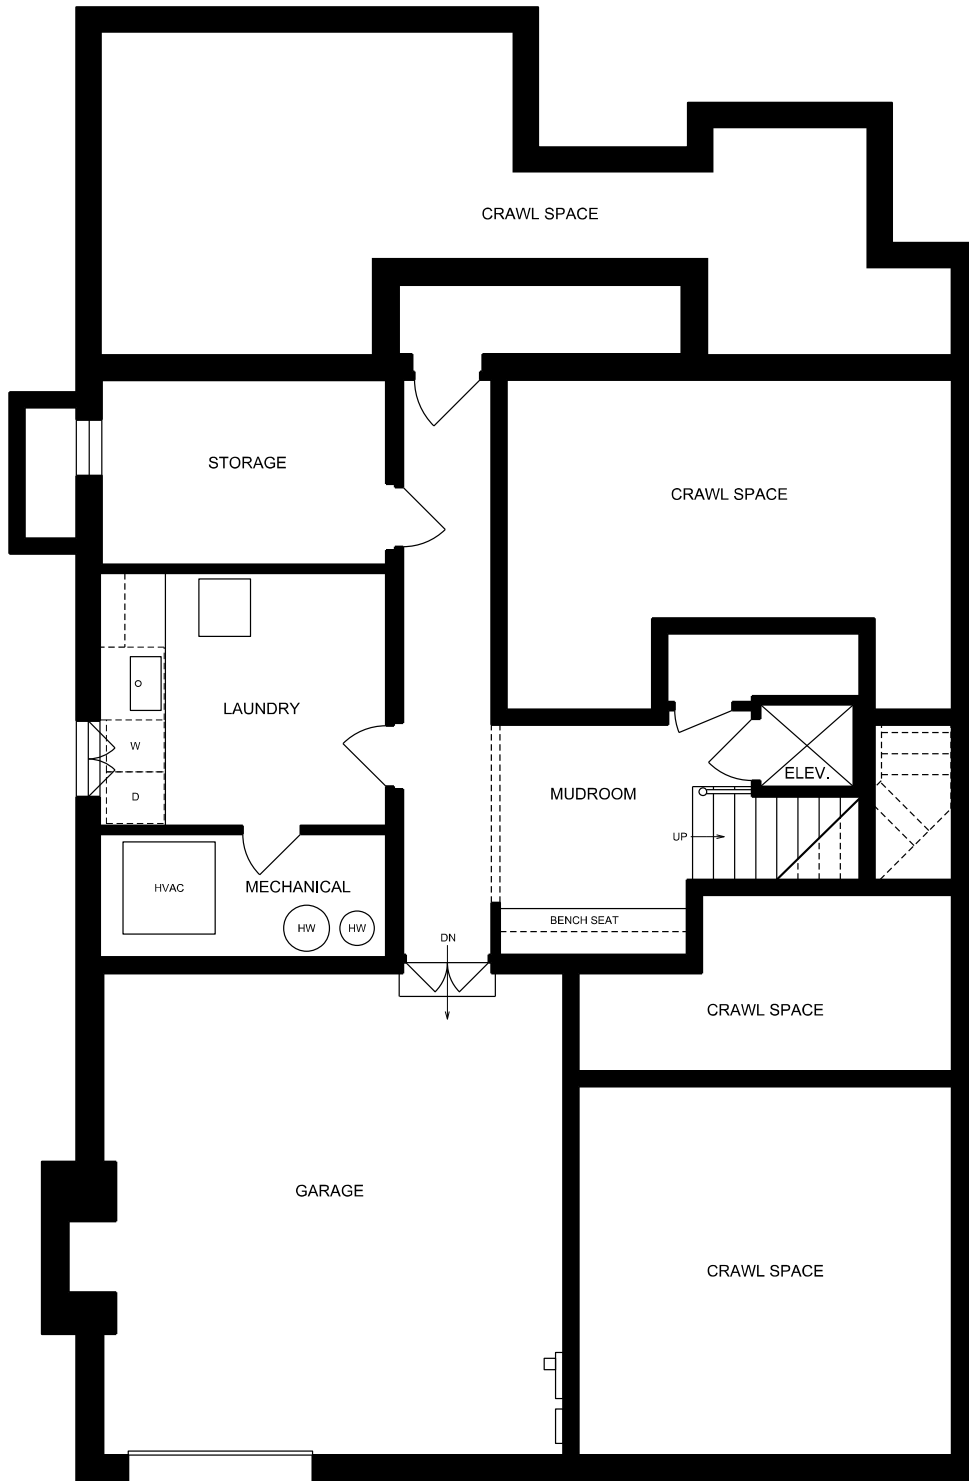 CRAWL SPACE
STORAGE
CRAWL SPACE
LAUNDRY
W
D
ELEV.
MUDROOM
UP
HVAC
MECHANICAL
HW
HW
BENCH SEAT
DN
CRAWL SPACE
GARAGE
CRAWL SPACE